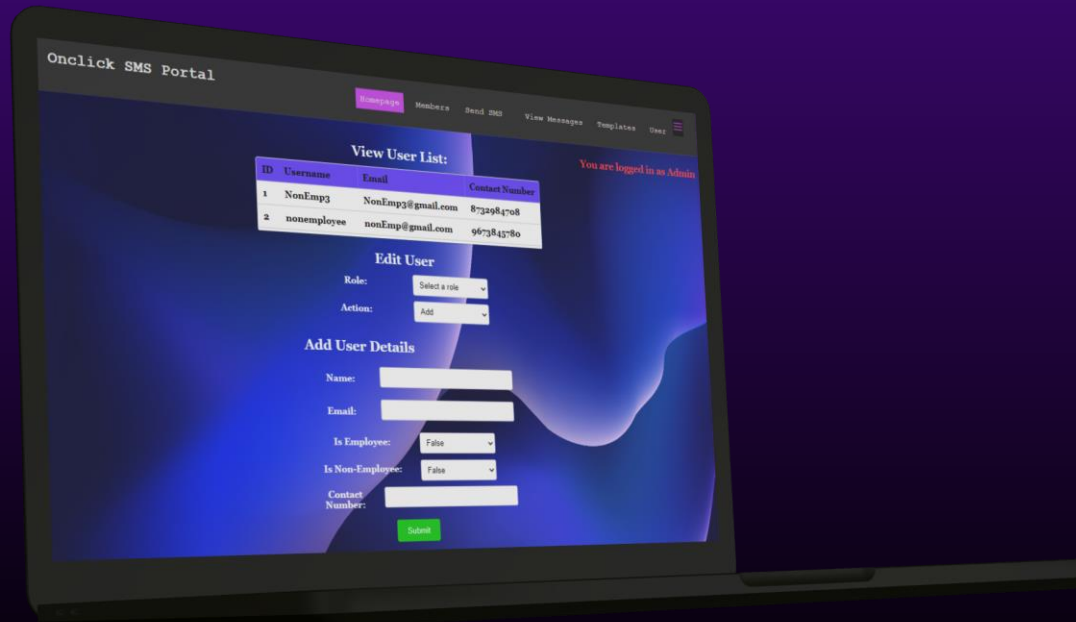 Onclick SMS Portal
Homepage Members Send SMS View Messages Templates User
You are logged in as Admin
View User List:
ID Username Email Contact Number
1 NonEmp3 NonEmp3@gmail.com 8732984708
2 nonemployee nonEmp@gmail.com 9673845780
Edit User
Role: Select a role
Action: Add
Add User Details
Name:
Email:
Is Employee: False
Is Non-Employee: False
Contact
Number:
Submit